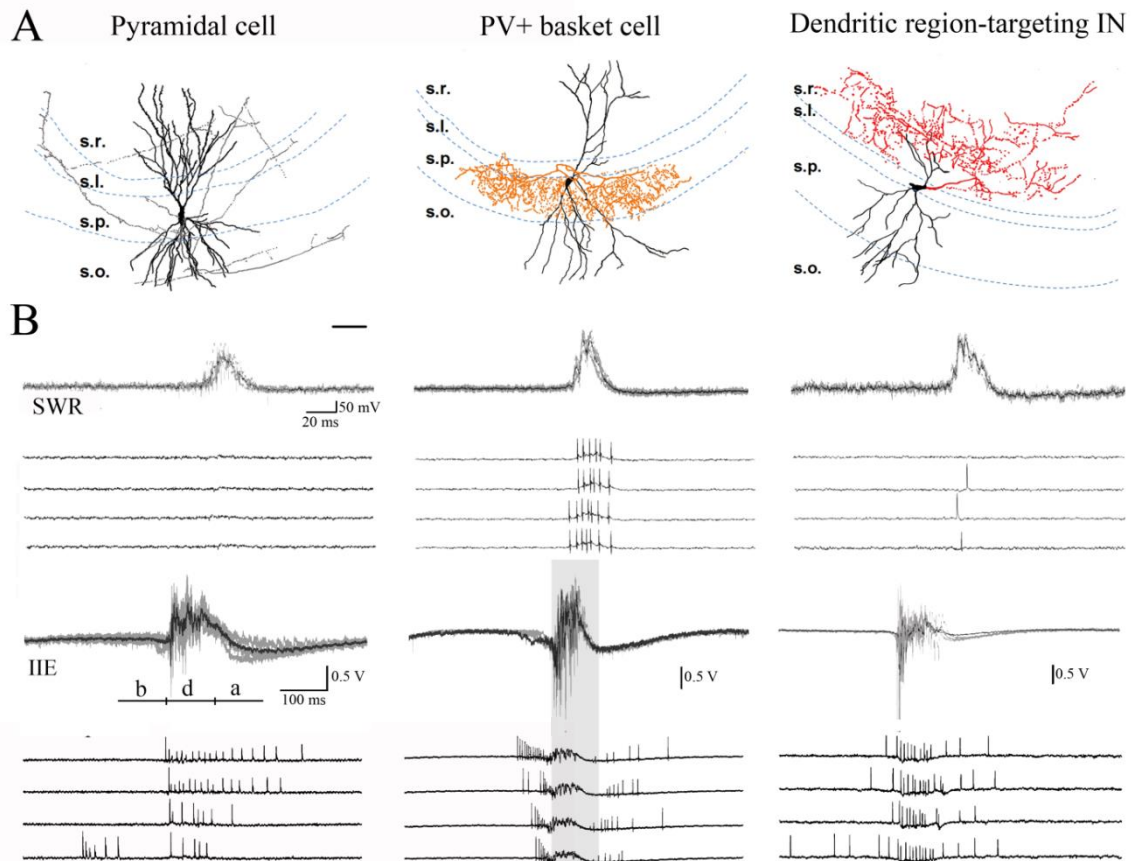 A
Pyramidal cell
PV+ basket cell
Dendritic region-targeting IN
s.r.
s.l.
s.p.
s.o.
s.r.
s.l.
s.p.
s.o.
s.r.
s.l.
s.p.
s.o.
B
SWR
50 mV
20 ms
IIE
0.5 V
b d a
100 ms
0.5 V
0.5 V